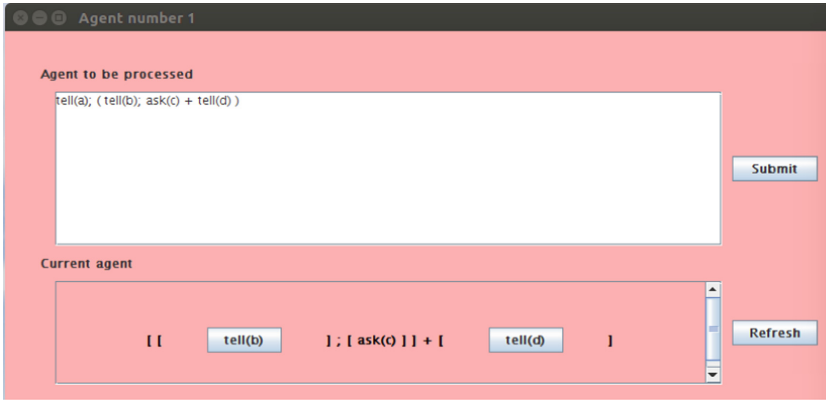 Agent number 1
Agent to be processed
tell(a); ( tell(b); ask(c) + tell(d) )
Submit
Current agent
[ [ tell(b) ] ; [ ask(c) ] ] + [ tell(d) ]
Refresh